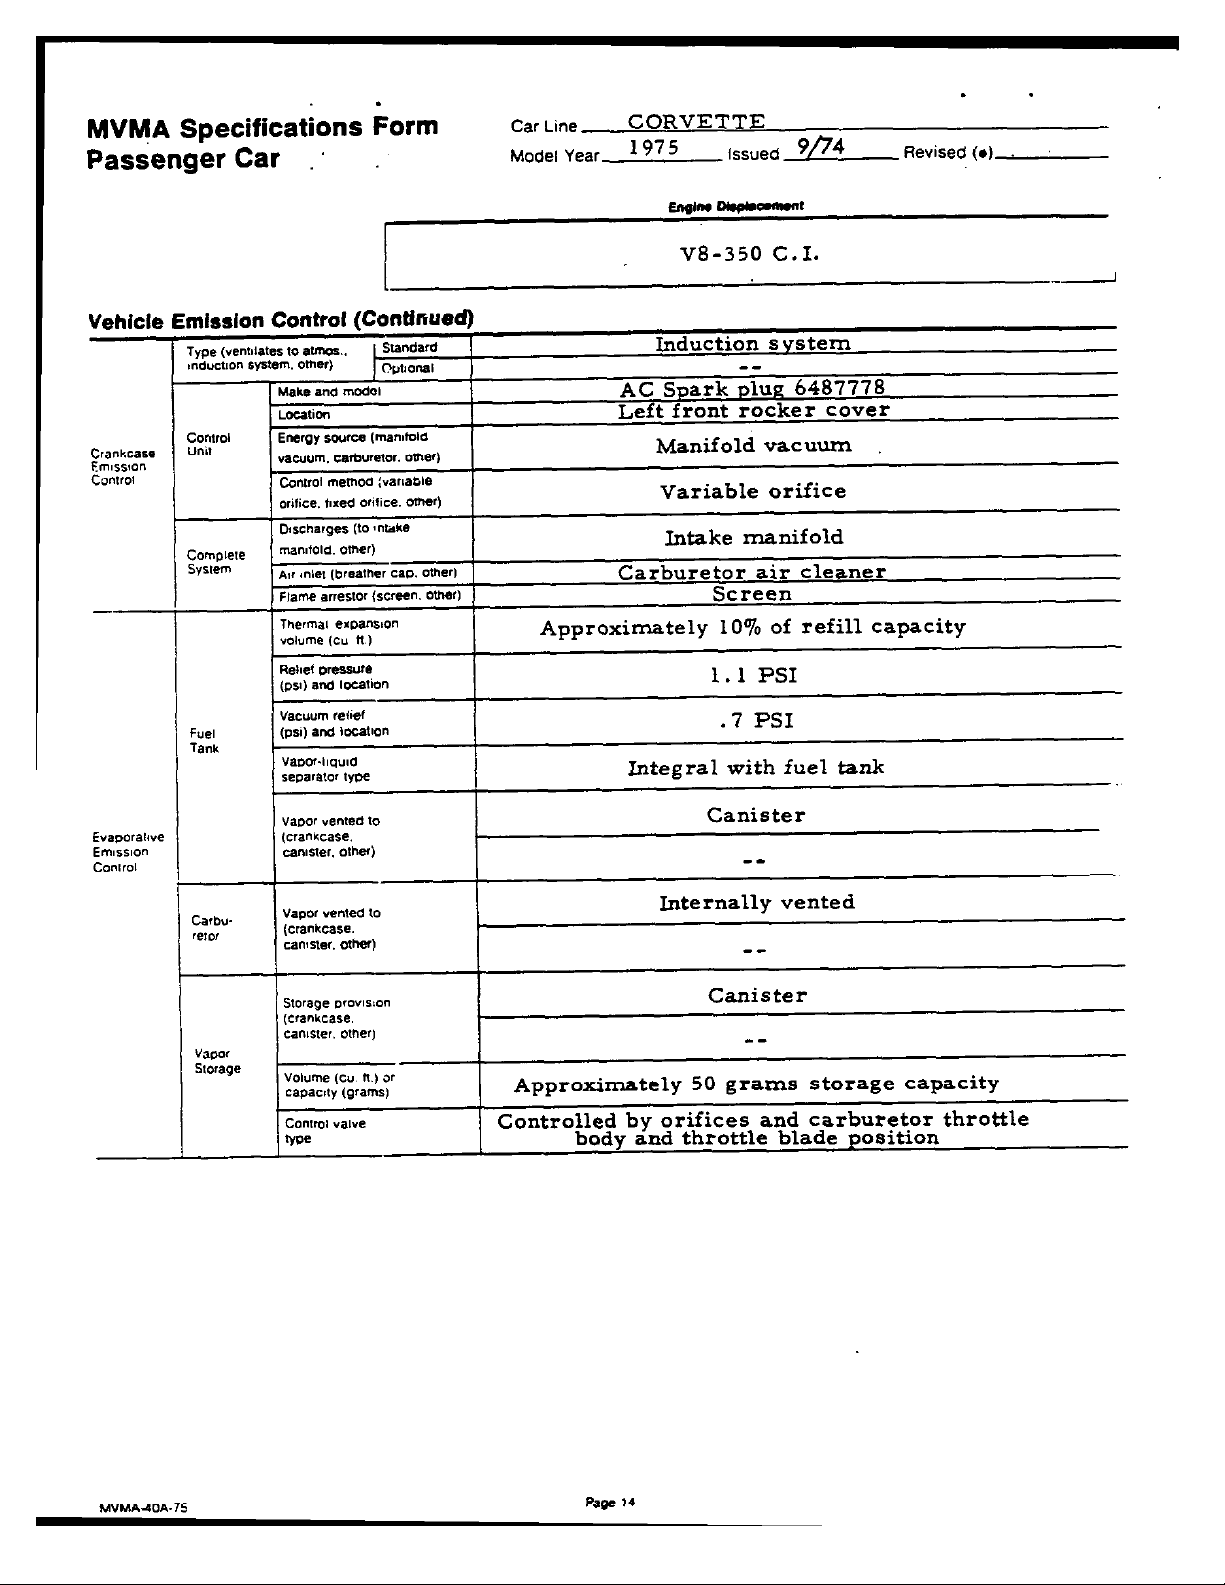 MVMA Specifications Form
Passenger Car
Car Line CORVETTE
Model Year 1975 Issued 9/74 Revised (•)
Engine Displacement
V8-350 C.I.
Vehicle Emission Control (Continued)
Type (ventilates to atmos., induction system, other) Standard Induction system
Optional --
Crankcase Emission Control
Control Unit
Make and model AC Spark plug 6487778
Location Left front rocker cover
Energy source (manifold vacuum, carburetor, other) Manifold vacuum
Control method (variable orifice, fixed orifice, other) Variable orifice
Complete System
Discharges (to intake manifold, other) Intake manifold
Air inlet (breather cap, other) Carburetor air cleaner
Flame arrestor (screen, other) Screen
Evaporative Emission Control
Fuel Tank
Thermal expansion volume (cu. ft.) Approximately 10% of refill capacity
Relief pressure (psi) and location 1.1 PSI
Vacuum relief (psi) and location .7 PSI
Vapor-liquid separator type Integral with fuel tank
Vapor vented to (crankcase, canister, other) Canister
--
Carburetor
Vapor vented to (crankcase, canister, other) Internally vented
--
Vapor Storage
Storage provision (crankcase, canister, other) Canister
--
Volume (cu. ft.) or capacity (grams) Approximately 50 grams storage capacity
Control valve type Controlled by orifices and carburetor throttle
body and throttle blade position
MVMA-40A-75
Page 14